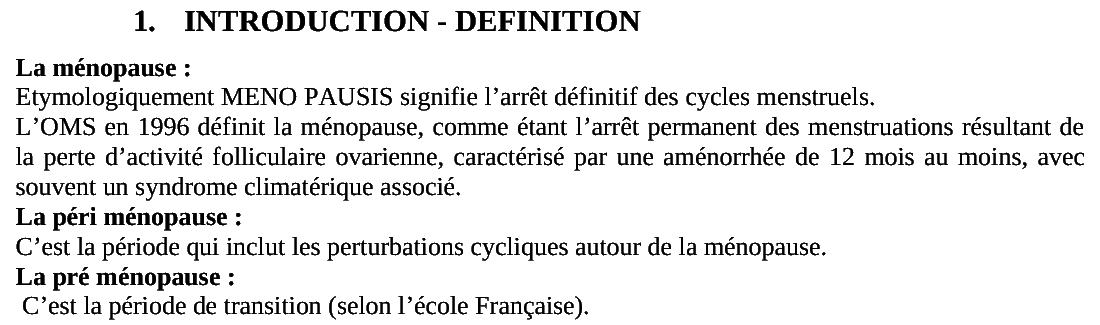 1. INTRODUCTION - DEFINITION
La ménopause :
Etymologiquement MENO PAUSIS signifie l’arrêt définitif des cycles menstruels.
L’OMS en 1996 définit la ménopause, comme étant l’arrêt permanent des menstruations résultant de
la perte d’activité folliculaire ovarienne, caractérisé par une aménorrhée de 12 mois au moins, avec
souvent un syndrome climatérique associé.
La péri ménopause :
C’est la période qui inclut les perturbations cycliques autour de la ménopause.
La pré ménopause :
C’est la période de transition (selon l’école Française).